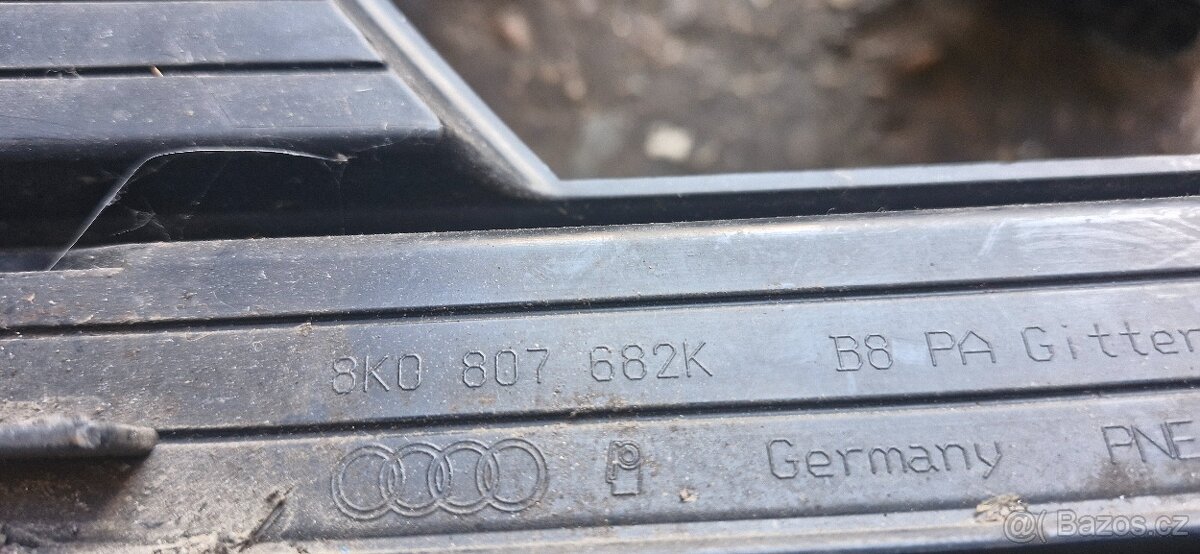 8K0 807 682K B8 PA Gitter
Germany PNE
@( Bazos.cz